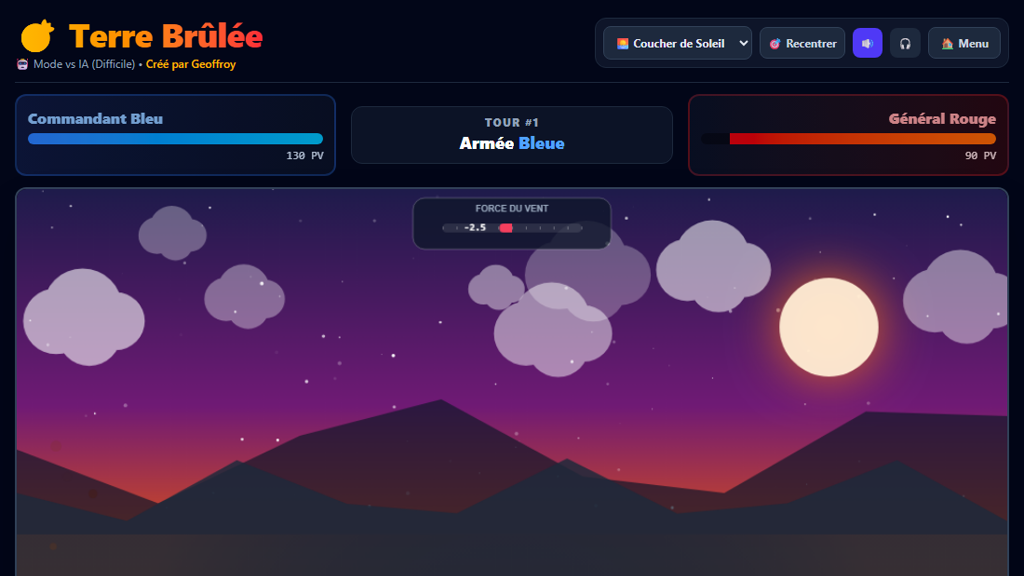 Terre Brûlée
Mode vs IA (Difficile) • Créé par Geoffroy
Coucher de Soleil
Recentrer
Menu
Commandant Bleu
130 PV
TOUR #1
Armée Bleue
Général Rouge
90 PV
FORCE DU VENT
-2.5